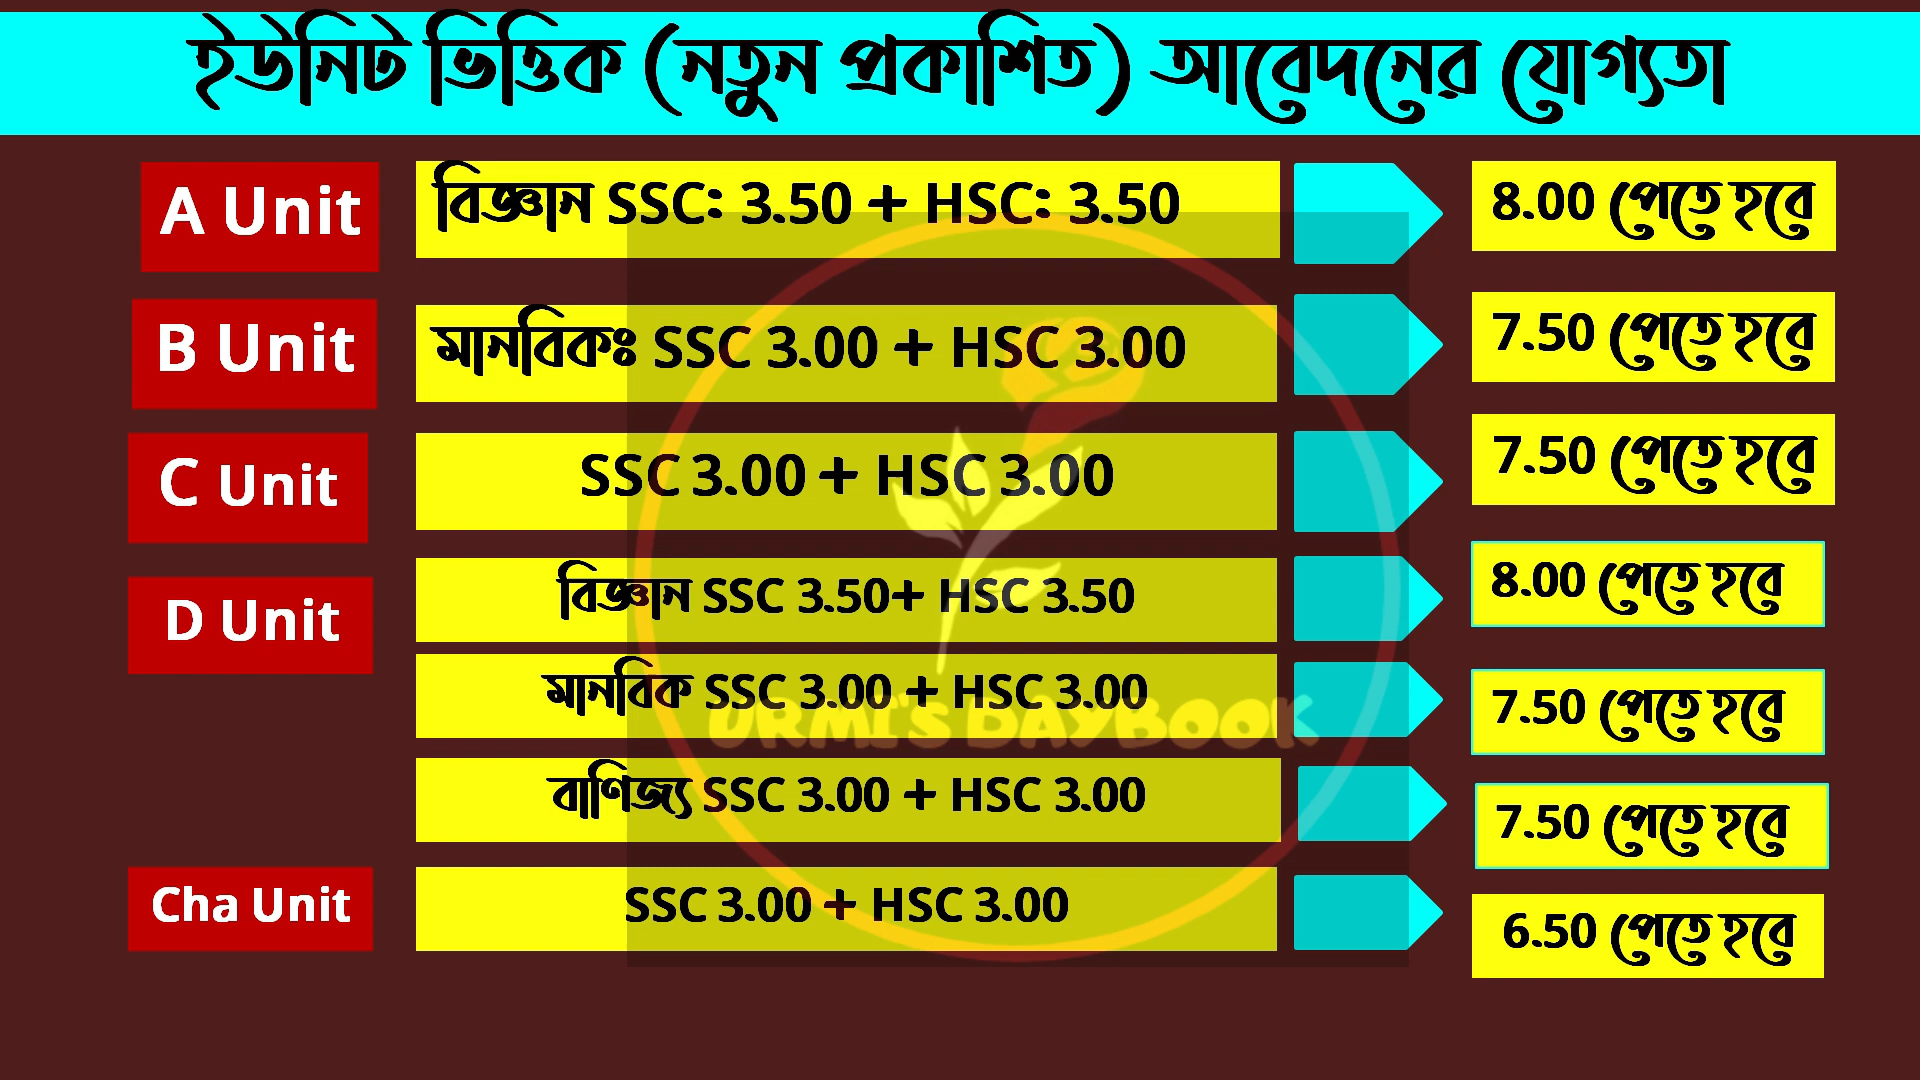 ইউনিট ভিত্তিক (নতুন প্রকাশিত) আবেদনের যোগ্যতা
A Unit বিজ্ঞান SSC: 3.50 + HSC: 3.50 8.00 পেতে হবে
B Unit মানবিকঃ SSC 3.00 + HSC 3.00 7.50 পেতে হবে
C Unit SSC 3.00 + HSC 3.00 7.50 পেতে হবে
D Unit বিজ্ঞান SSC 3.50+ HSC 3.50 8.00 পেতে হবে
মানবিক SSC 3.00 + HSC 3.00 7.50 পেতে হবে
URMI'S DAYBOOK
বাণিজ্য SSC 3.00 + HSC 3.00 7.50 পেতে হবে
Cha Unit SSC 3.00 + HSC 3.00 6.50 পেতে হবে